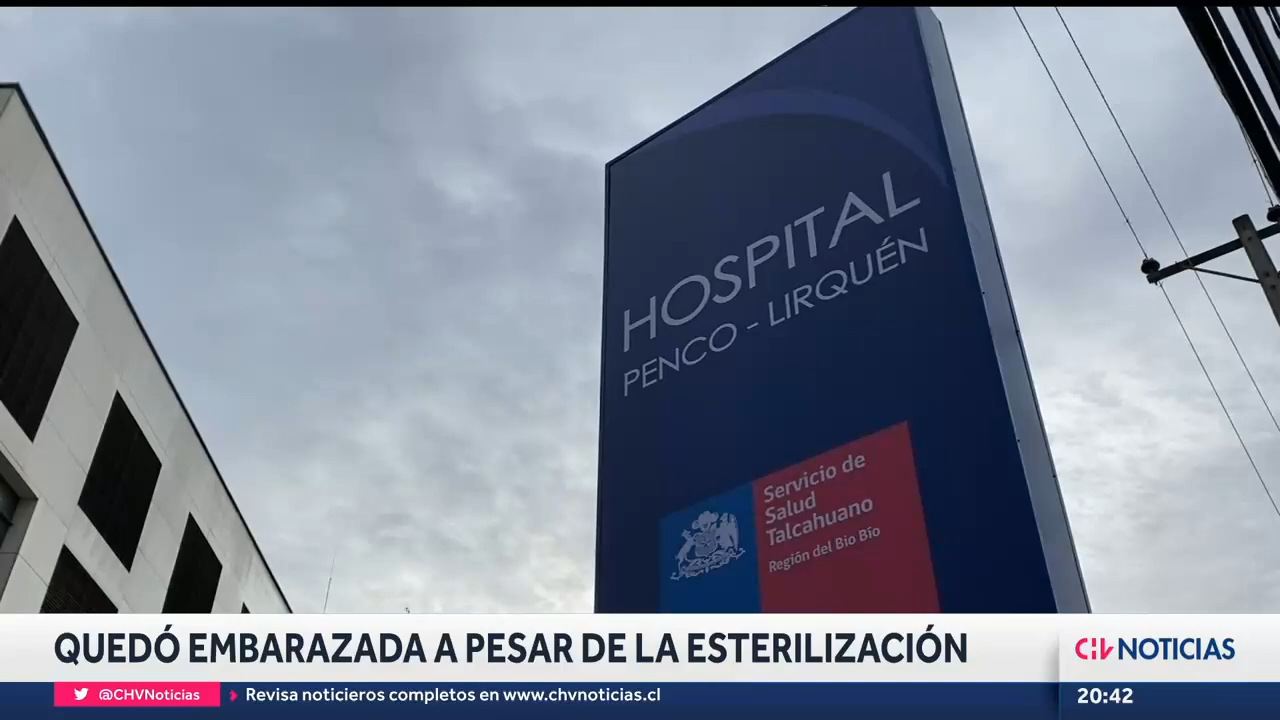 HOSPITAL
PENCO - LIRQUÉN
Servicio de
Salud
Talcahuano
Región del Bio Bío
QUEDÓ EMBARAZADA A PESAR DE LA ESTERILIZACIÓN
CHV NOTICIAS
@CHVNoticias
Revisa noticieros completos en www.chvnoticias.cl
20:42